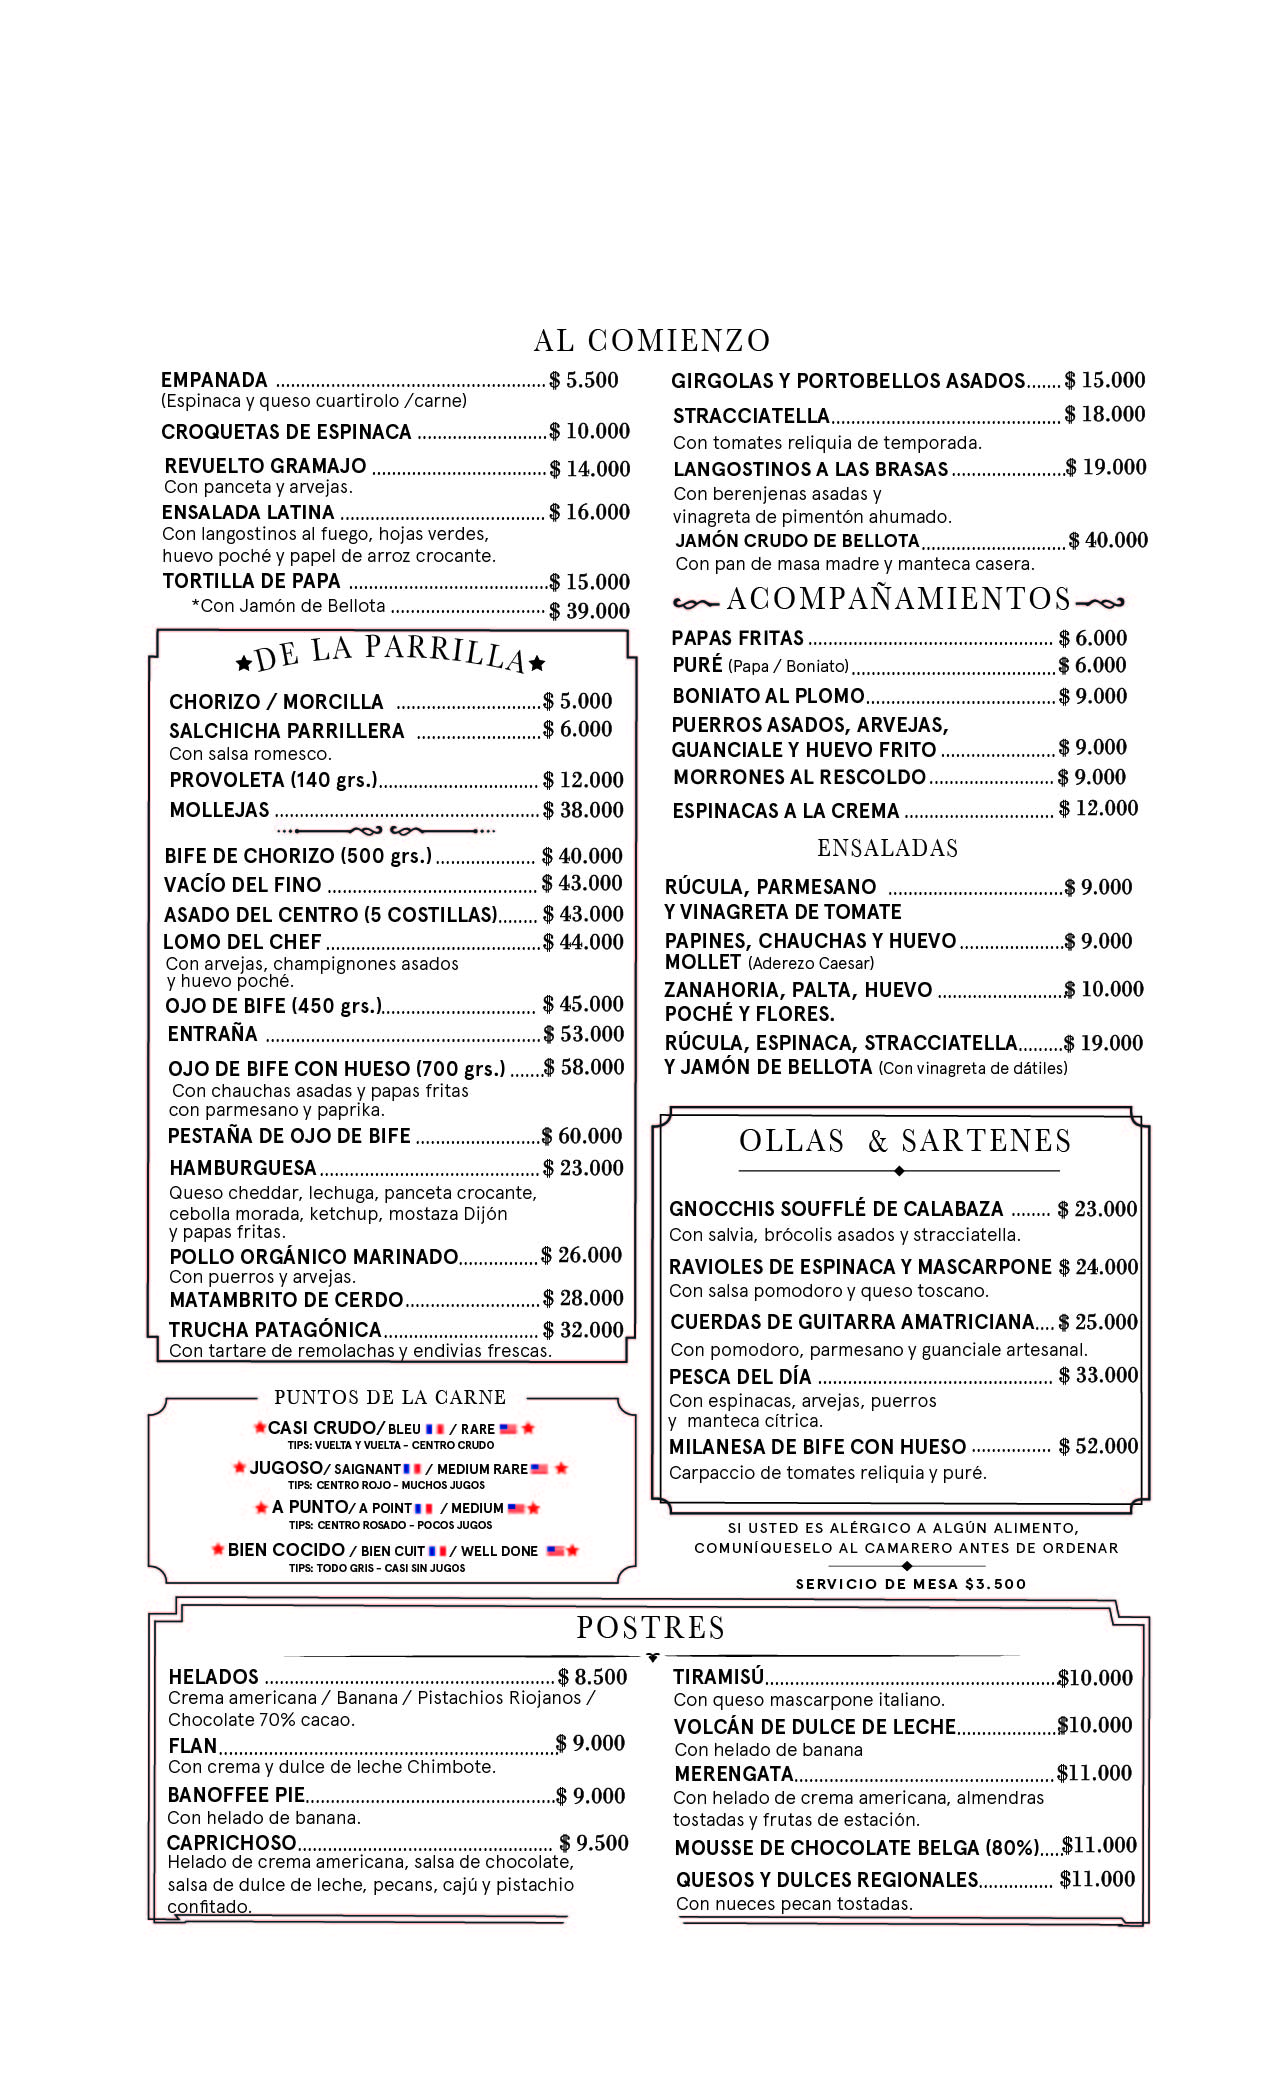 AL COMIENZO
EMPANADA ........ $ 5.500
(Espinaca y queso cuartirolo /carne)
CROQUETAS DE ESPINACA ........ $ 10.000
REVUELTO GRAMAJO ........ $ 14.000
Con panceta y arvejas.
ENSALADA LATINA ........ $ 16.000
Con langostinos al fuego, hojas verdes,
huevo poché y papel de arroz crocante.
TORTILLA DE PAPA ........ $ 15.000
*Con Jamón de Bellota ........ $ 39.000
GIRGOLAS Y PORTOBELLOS ASADOS....... $ 15.000
STRACCIATELLA........ $ 18.000
Con tomates reliquia de temporada.
LANGOSTINOS A LAS BRASAS ........ $ 19.000
Con berenjenas asadas y
vinagreta de pimentón ahumado.
JAMÓN CRUDO DE BELLOTA........ $ 40.000
Con pan de masa madre y manteca casera.
DE LA PARRILLA
CHORIZO / MORCILLA ........ $ 5.000
SALCHICHA PARRILLERA ........ $ 6.000
Con salsa romesco.
PROVOLETA (140 grs.)........ $ 12.000
MOLLEJAS ........ $ 38.000
BIFE DE CHORIZO (500 grs.) ........ $ 40.000
VACÍO DEL FINO ........ $ 43.000
ASADO DEL CENTRO (5 COSTILLAS)........ $ 43.000
LOMO DEL CHEF ........ $ 44.000
Con arvejas, champignones asados
y huevo poché.
OJO DE BIFE (450 grs.)........ $ 45.000
ENTRAÑA ........ $ 53.000
OJO DE BIFE CON HUESO (700 grs.) ....... $ 58.000
Con chauchas asadas y papas fritas
con parmesano y paprika.
PESTAÑA DE OJO DE BIFE ........ $ 60.000
HAMBURGUESA ........ $ 23.000
Queso cheddar, lechuga, panceta crocante,
cebolla morada, ketchup, mostaza Dijón
y papas fritas.
POLLO ORGÁNICO MARINADO........ $ 26.000
Con puerros y arvejas.
MATAMBRITO DE CERDO........ $ 28.000
TRUCHA PATAGÓNICA........ $ 32.000
Con tartare de remolachas y endivias frescas.
ACOMPAÑAMIENTOS
PAPAS FRITAS ........ $ 6.000
PURÉ (Papa / Boniato)........ $ 6.000
BONIATO AL PLOMO........ $ 9.000
PUERROS ASADOS, ARVEJAS,
GUANCIALE Y HUEVO FRITO ........ $ 9.000
MORRONES AL RESCOLDO ........ $ 9.000
ESPINACAS A LA CREMA ........ $ 12.000
ENSALADAS
RÚCULA, PARMESANO ........ $ 9.000
Y VINAGRETA DE TOMATE
PAPINES, CHAUCHAS Y HUEVO ........ $ 9.000
MOLLET (Aderezo Caesar)
ZANAHORIA, PALTA, HUEVO ........ $ 10.000
POCHÉ Y FLORES.
RÚCULA, ESPINACA, STRACCIATELLA........ $ 19.000
Y JAMÓN DE BELLOTA (Con vinagreta de dátiles)
OLLAS & SARTENES
GNOCCHIS SOUFFLÉ DE CALABAZA ........ $ 23.000
Con salvia, brócolis asados y stracciatella.
RAVIOLES DE ESPINACA Y MASCARPONE $ 24.000
Con salsa pomodoro y queso toscano.
CUERDAS DE GUITARRA AMATRICIANA.... $ 25.000
Con pomodoro, parmesano y guanciale artesanal.
PESCA DEL DÍA ........ $ 33.000
Con espinacas, arvejas, puerros
y manteca cítrica.
MILANESA DE BIFE CON HUESO ........ $ 52.000
Carpaccio de tomates reliquia y puré.
PUNTOS DE LA CARNE
CASI CRUDO/ BLEU / RARE
TIPS: VUELTA Y VUELTA - CENTRO CRUDO
JUGOSO/ SAIGNANT / MEDIUM RARE
TIPS: CENTRO ROJO - MUCHOS JUGOS
A PUNTO/ A POINT / MEDIUM
TIPS: CENTRO ROSADO - POCOS JUGOS
BIEN COCIDO / BIEN CUIT / WELL DONE
TIPS: TODO GRIS - CASI SIN JUGOS
SI USTED ES ALÉRGICO A ALGÚN ALIMENTO,
COMUNÍQUESELO AL CAMARERO ANTES DE ORDENAR
SERVICIO DE MESA $3.500
POSTRES
HELADOS ........ $ 8.500
Crema americana / Banana / Pistachios Riojanos /
Chocolate 70% cacao.
FLAN........ $ 9.000
Con crema y dulce de leche Chimbote.
BANOFFEE PIE........ $ 9.000
Con helado de banana.
CAPRICHOSO........ $ 9.500
Helado de crema americana, salsa de chocolate,
salsa de dulce de leche, pecans, cajú y pistachio
confitado.
TIRAMISÚ........ $10.000
Con queso mascarpone italiano.
VOLCÁN DE DULCE DE LECHE........ $10.000
Con helado de banana
MERENGATA........ $11.000
Con helado de crema americana, almendras
tostadas y frutas de estación.
MOUSSE DE CHOCOLATE BELGA (80%)..... $11.000
QUESOS Y DULCES REGIONALES........ $11.000
Con nueces pecan tostadas.